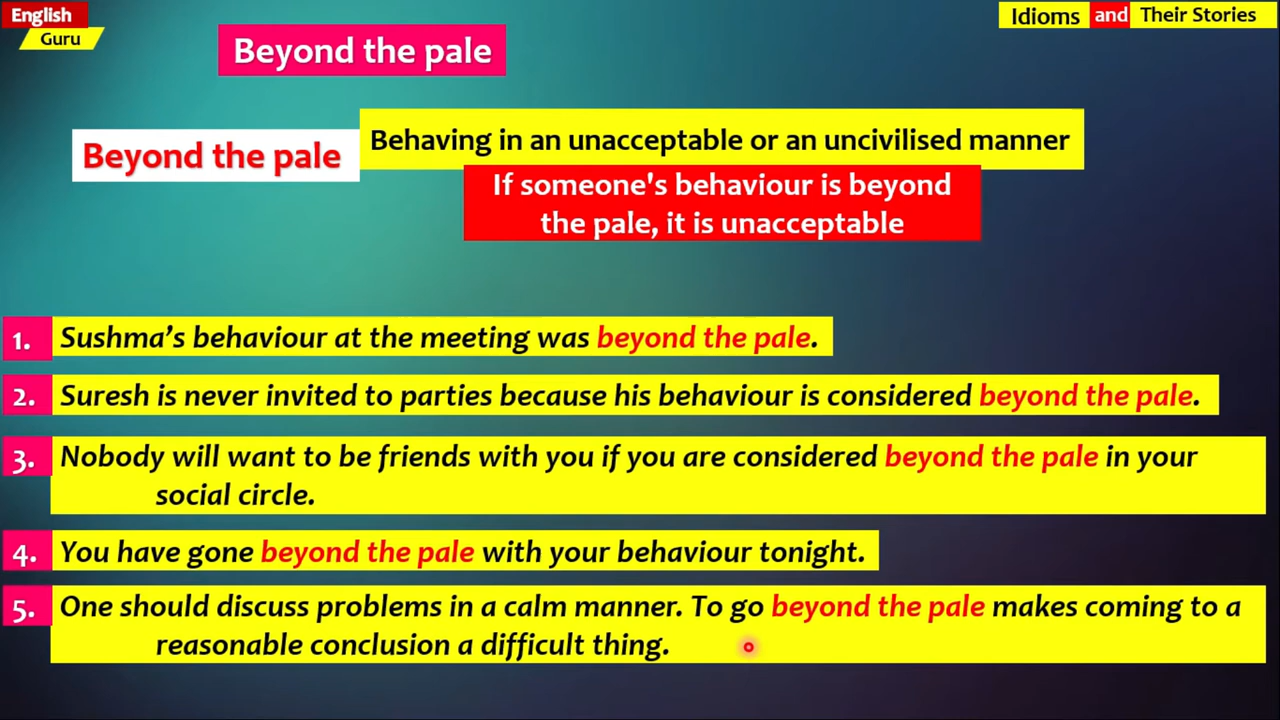 English
Guru
Idioms and Their Stories
Beyond the pale
Beyond the pale
Behaving in an unacceptable or an uncivilised manner
If someone's behaviour is beyond
the pale, it is unacceptable
1. Sushma’s behaviour at the meeting was beyond the pale.
2. Suresh is never invited to parties because his behaviour is considered beyond the pale.
3. Nobody will want to be friends with you if you are considered beyond the pale in your
social circle.
4. You have gone beyond the pale with your behaviour tonight.
5. One should discuss problems in a calm manner. To go beyond the pale makes coming to a
reasonable conclusion a difficult thing.